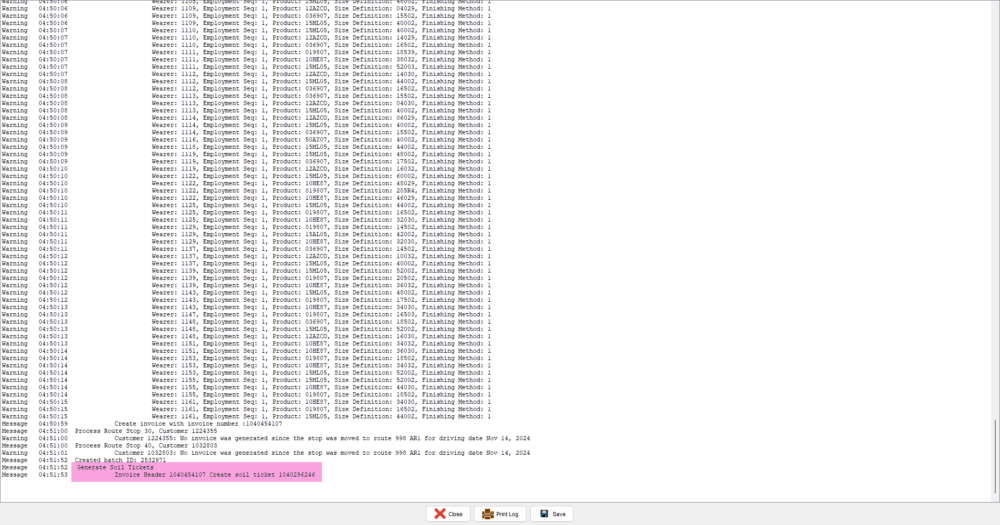 Warning 04:50:06 Wearer: 1105, Employment Seq: 1, Product: 15ML05, Size Definition: 48002, Finishing Method: 1
Warning 04:50:06 Wearer: 1109, Employment Seq: 1, Product: 12AZCO, Size Definition: 04029, Finishing Method: 1
Warning 04:50:06 Wearer: 1109, Employment Seq: 1, Product: 036907, Size Definition: 15502, Finishing Method: 1
Warning 04:50:06 Wearer: 1109, Employment Seq: 1, Product: 15ML05, Size Definition: 40002, Finishing Method: 1
Warning 04:50:07 Wearer: 1110, Employment Seq: 1, Product: 15ML05, Size Definition: 40002, Finishing Method: 1
Warning 04:50:07 Wearer: 1110, Employment Seq: 1, Product: 12AZCO, Size Definition: 14029, Finishing Method: 1
Warning 04:50:07 Wearer: 1110, Employment Seq: 1, Product: 036907, Size Definition: 16502, Finishing Method: 1
Warning 04:50:07 Wearer: 1111, Employment Seq: 1, Product: 019807, Size Definition: 18539, Finishing Method: 1
Warning 04:50:07 Wearer: 1111, Employment Seq: 1, Product: 10HE87, Size Definition: 38032, Finishing Method: 1
Warning 04:50:07 Wearer: 1111, Employment Seq: 1, Product: 15ML05, Size Definition: 52003, Finishing Method: 1
Warning 04:50:07 Wearer: 1112, Employment Seq: 1, Product: 12AZCO, Size Definition: 14030, Finishing Method: 1
Warning 04:50:08 Wearer: 1112, Employment Seq: 1, Product: 15ML05, Size Definition: 44002, Finishing Method: 1
Warning 04:50:08 Wearer: 1112, Employment Seq: 1, Product: 036907, Size Definition: 16502, Finishing Method: 1
Warning 04:50:08 Wearer: 1113, Employment Seq: 1, Product: 036907, Size Definition: 15502, Finishing Method: 1
Warning 04:50:08 Wearer: 1113, Employment Seq: 1, Product: 12AZCO, Size Definition: 04030, Finishing Method: 1
Warning 04:50:08 Wearer: 1113, Employment Seq: 1, Product: 15ML05, Size Definition: 40002, Finishing Method: 1
Warning 04:50:08 Wearer: 1114, Employment Seq: 1, Product: 12AZCO, Size Definition: 06029, Finishing Method: 1
Warning 04:50:09 Wearer: 1114, Employment Seq: 1, Product: 15ML05, Size Definition: 40002, Finishing Method: 1
Warning 04:50:09 Wearer: 1114, Employment Seq: 1, Product: 036907, Size Definition: 15502, Finishing Method: 1
Warning 04:50:09 Wearer: 1116, Employment Seq: 1, Product: 50AY07, Size Definition: 40002, Finishing Method: 1
Warning 04:50:09 Wearer: 1118, Employment Seq: 1, Product: 15ML05, Size Definition: 44002, Finishing Method: 1
Warning 04:50:09 Wearer: 1119, Employment Seq: 1, Product: 15ML05, Size Definition: 48002, Finishing Method: 1
Warning 04:50:09 Wearer: 1119, Employment Seq: 1, Product: 036907, Size Definition: 17502, Finishing Method: 1
Warning 04:50:10 Wearer: 1119, Employment Seq: 1, Product: 12AZCO, Size Definition: 16032, Finishing Method: 1
Warning 04:50:10 Wearer: 1122, Employment Seq: 1, Product: 15ML05, Size Definition: 60002, Finishing Method: 1
Warning 04:50:10 Wearer: 1122, Employment Seq: 1, Product: 10HE87, Size Definition: 48029, Finishing Method: 1
Warning 04:50:10 Wearer: 1122, Employment Seq: 1, Product: 019807, Size Definition: 205R4, Finishing Method: 1
Warning 04:50:10 Wearer: 1122, Employment Seq: 1, Product: 10HE87, Size Definition: 46029, Finishing Method: 1
Warning 04:50:10 Wearer: 1125, Employment Seq: 1, Product: 15ML05, Size Definition: 44002, Finishing Method: 1
Warning 04:50:11 Wearer: 1125, Employment Seq: 1, Product: 019807, Size Definition: 16502, Finishing Method: 1
Warning 04:50:11 Wearer: 1125, Employment Seq: 1, Product: 10HE87, Size Definition: 32030, Finishing Method: 1
Warning 04:50:11 Wearer: 1129, Employment Seq: 1, Product: 019807, Size Definition: 14502, Finishing Method: 1
Warning 04:50:11 Wearer: 1129, Employment Seq: 1, Product: 15AL05, Size Definition: 42002, Finishing Method: 1
Warning 04:50:11 Wearer: 1129, Employment Seq: 1, Product: 10HE87, Size Definition: 32030, Finishing Method: 1
Warning 04:50:11 Wearer: 1137, Employment Seq: 1, Product: 036907, Size Definition: 14502, Finishing Method: 1
Warning 04:50:12 Wearer: 1137, Employment Seq: 1, Product: 12AZCO, Size Definition: 10032, Finishing Method: 1
Warning 04:50:12 Wearer: 1137, Employment Seq: 1, Product: 15ML05, Size Definition: 40002, Finishing Method: 1
Warning 04:50:12 Wearer: 1139, Employment Seq: 1, Product: 15ML05, Size Definition: 52002, Finishing Method: 1
Warning 04:50:12 Wearer: 1139, Employment Seq: 1, Product: 019807, Size Definition: 20502, Finishing Method: 1
Warning 04:50:12 Wearer: 1139, Employment Seq: 1, Product: 10HE87, Size Definition: 36032, Finishing Method: 1
Warning 04:50:12 Wearer: 1143, Employment Seq: 1, Product: 15ML05, Size Definition: 48002, Finishing Method: 1
Warning 04:50:12 Wearer: 1143, Employment Seq: 1, Product: 019807, Size Definition: 17502, Finishing Method: 1
Warning 04:50:13 Wearer: 1143, Employment Seq: 1, Product: 10HE87, Size Definition: 34030, Finishing Method: 1
Warning 04:50:13 Wearer: 1147, Employment Seq: 1, Product: 019807, Size Definition: 16503, Finishing Method: 1
Warning 04:50:13 Wearer: 1148, Employment Seq: 1, Product: 036907, Size Definition: 18502, Finishing Method: 1
Warning 04:50:13 Wearer: 1148, Employment Seq: 1, Product: 15ML05, Size Definition: 52002, Finishing Method: 1
Warning 04:50:13 Wearer: 1148, Employment Seq: 1, Product: 12AZCO, Size Definition: 16030, Finishing Method: 1
Warning 04:50:13 Wearer: 1151, Employment Seq: 1, Product: 10HE87, Size Definition: 34032, Finishing Method: 1
Warning 04:50:14 Wearer: 1151, Employment Seq: 1, Product: 10HE87, Size Definition: 36030, Finishing Method: 1
Warning 04:50:14 Wearer: 1153, Employment Seq: 1, Product: 019807, Size Definition: 18502, Finishing Method: 1
Warning 04:50:14 Wearer: 1153, Employment Seq: 1, Product: 10HE87, Size Definition: 34032, Finishing Method: 1
Warning 04:50:14 Wearer: 1153, Employment Seq: 1, Product: 15ML05, Size Definition: 52002, Finishing Method: 1
Warning 04:50:14 Wearer: 1155, Employment Seq: 1, Product: 15ML05, Size Definition: 52002, Finishing Method: 1
Warning 04:50:14 Wearer: 1155, Employment Seq: 1, Product: 10HE87, Size Definition: 44030, Finishing Method: 1
Warning 04:50:14 Wearer: 1155, Employment Seq: 1, Product: 019807, Size Definition: 18502, Finishing Method: 1
Warning 04:50:15 Wearer: 1161, Employment Seq: 1, Product: 10HE87, Size Definition: 34030, Finishing Method: 1
Warning 04:50:15 Wearer: 1161, Employment Seq: 1, Product: 019807, Size Definition: 16502, Finishing Method: 1
Warning 04:50:15 Wearer: 1161, Employment Seq: 1, Product: 15ML05, Size Definition: 44002, Finishing Method: 1
Message 04:50:59 Create invoice with invoice number :1040454107
Message 04:51:00 Process Route Stop 30, Customer 1224355
Warning 04:51:00 Customer 1224355: No invoice was generated since the stop was moved to route 998 AR1 for driving date Nov 14, 2024
Message 04:51:00 Process Route Stop 40, Customer 1032803
Warning 04:51:01 Customer 1032803: No invoice was generated since the stop was moved to route 998 AR1 for driving date Nov 14, 2024
Message 04:51:52 Created batch ID: 2532971
Message 04:51:52 Generate Soil Tickets
Message 04:51:53 Invoice Header 1040454107 Create soil ticket 1040296246
Close Print Log Save